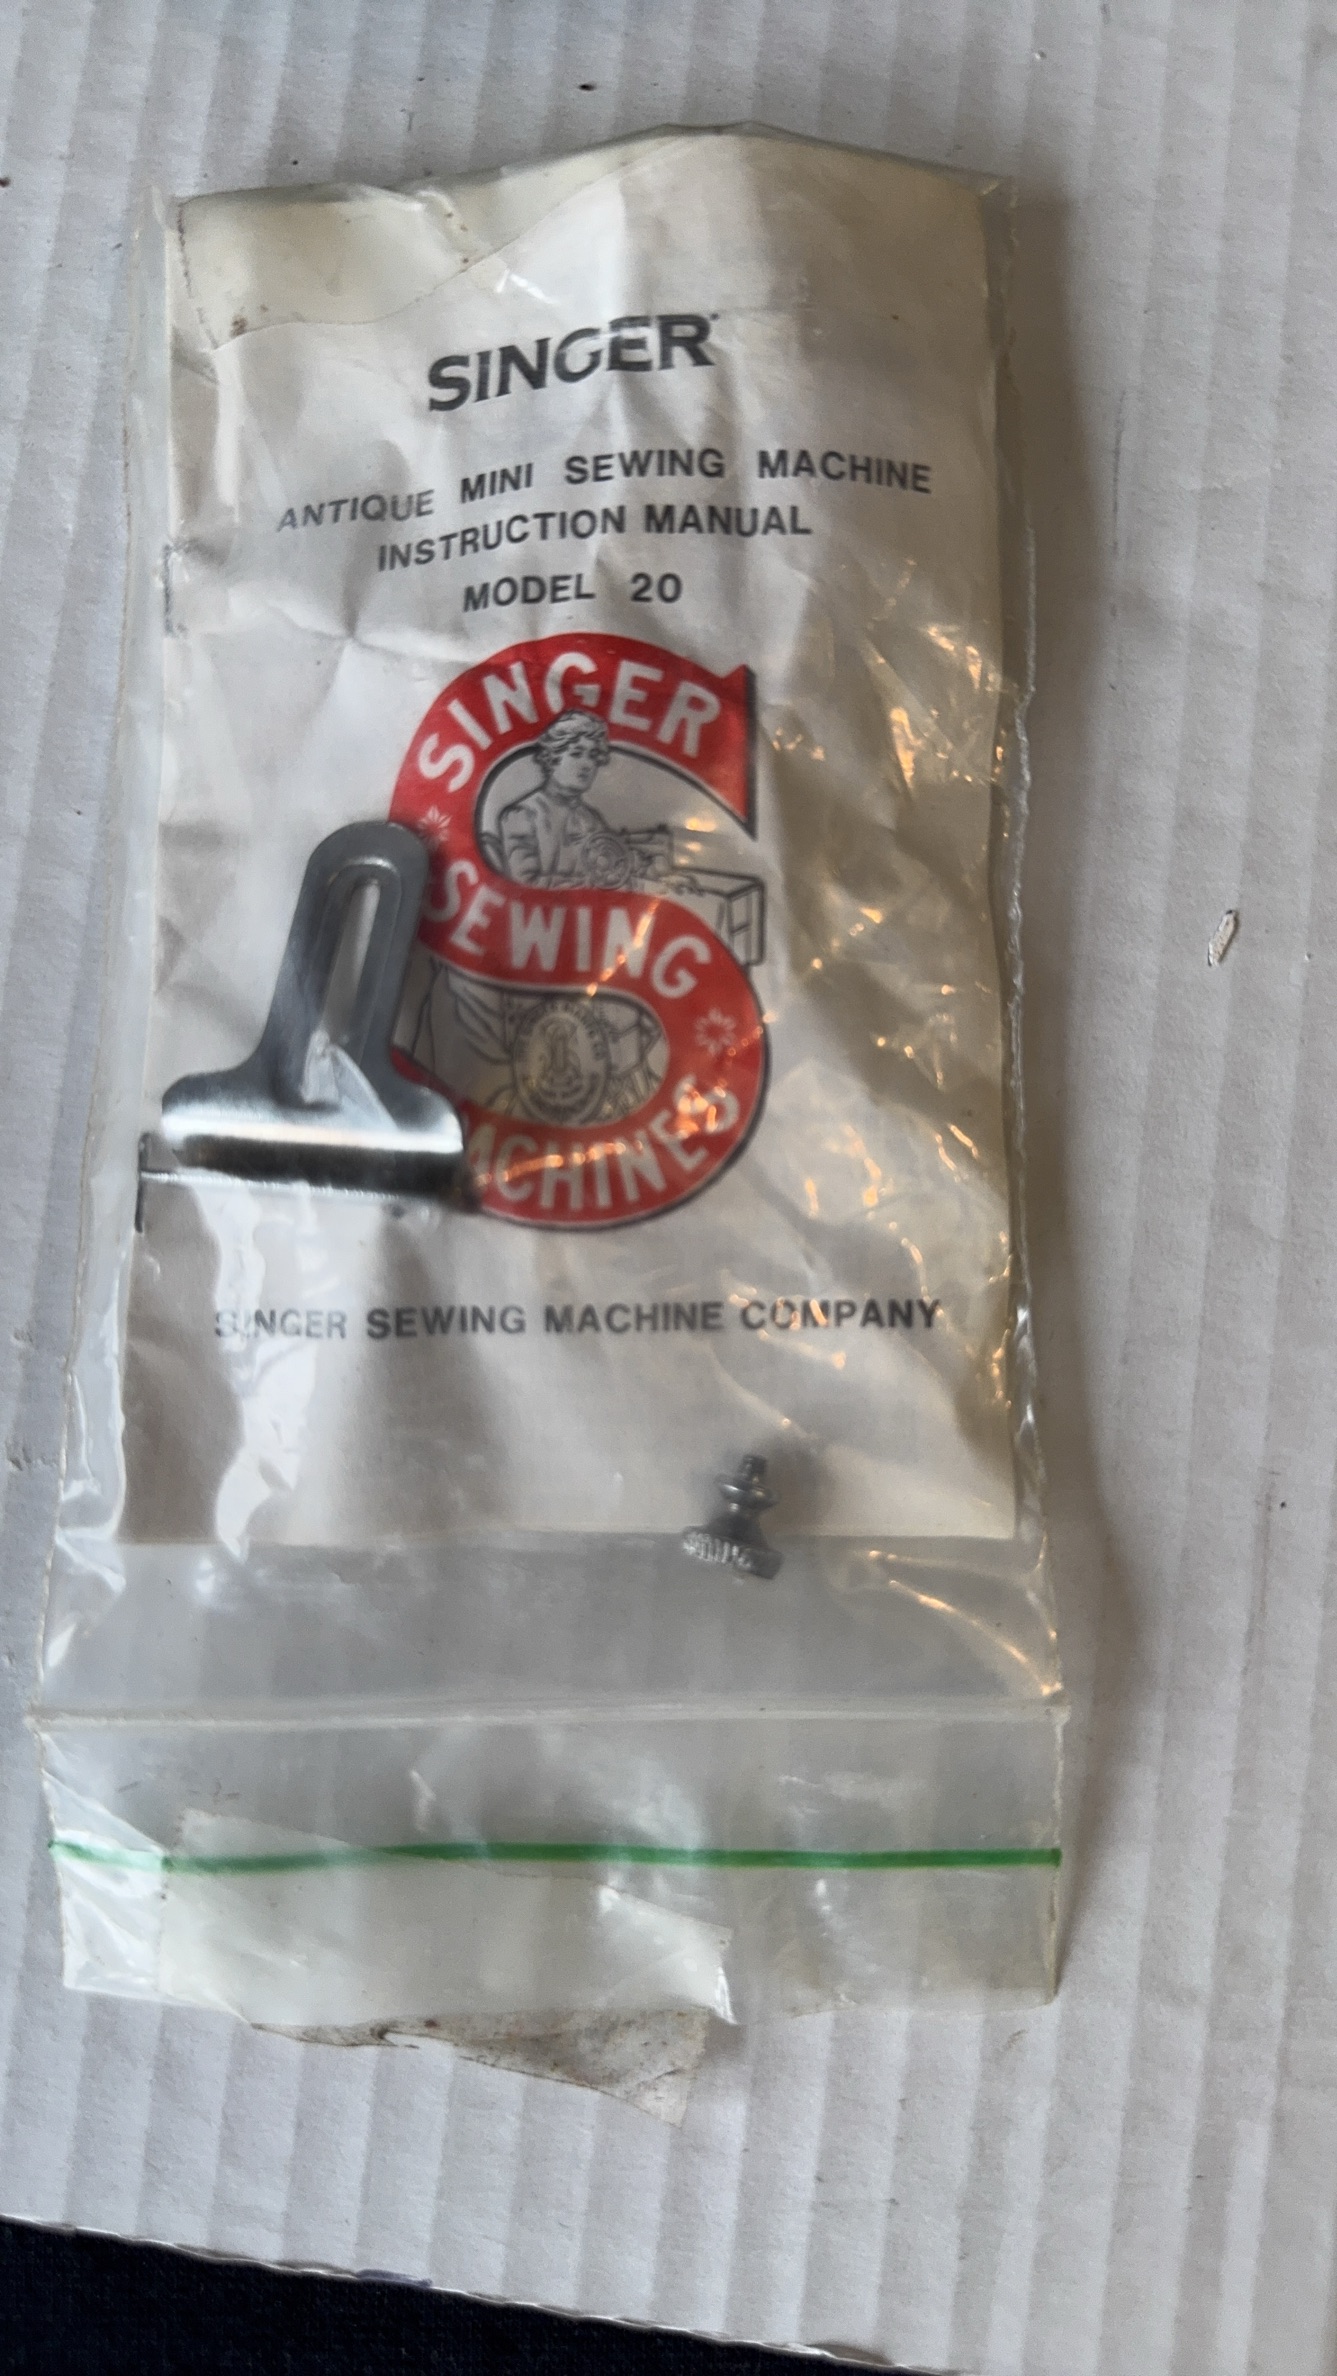 SINGER
ANTIQUE MINI SEWING MACHINE
INSTRUCTION MANUAL
MODEL 20
SINGER
SEWING
MACHINES
SINGER SEWING MACHINE COMPANY